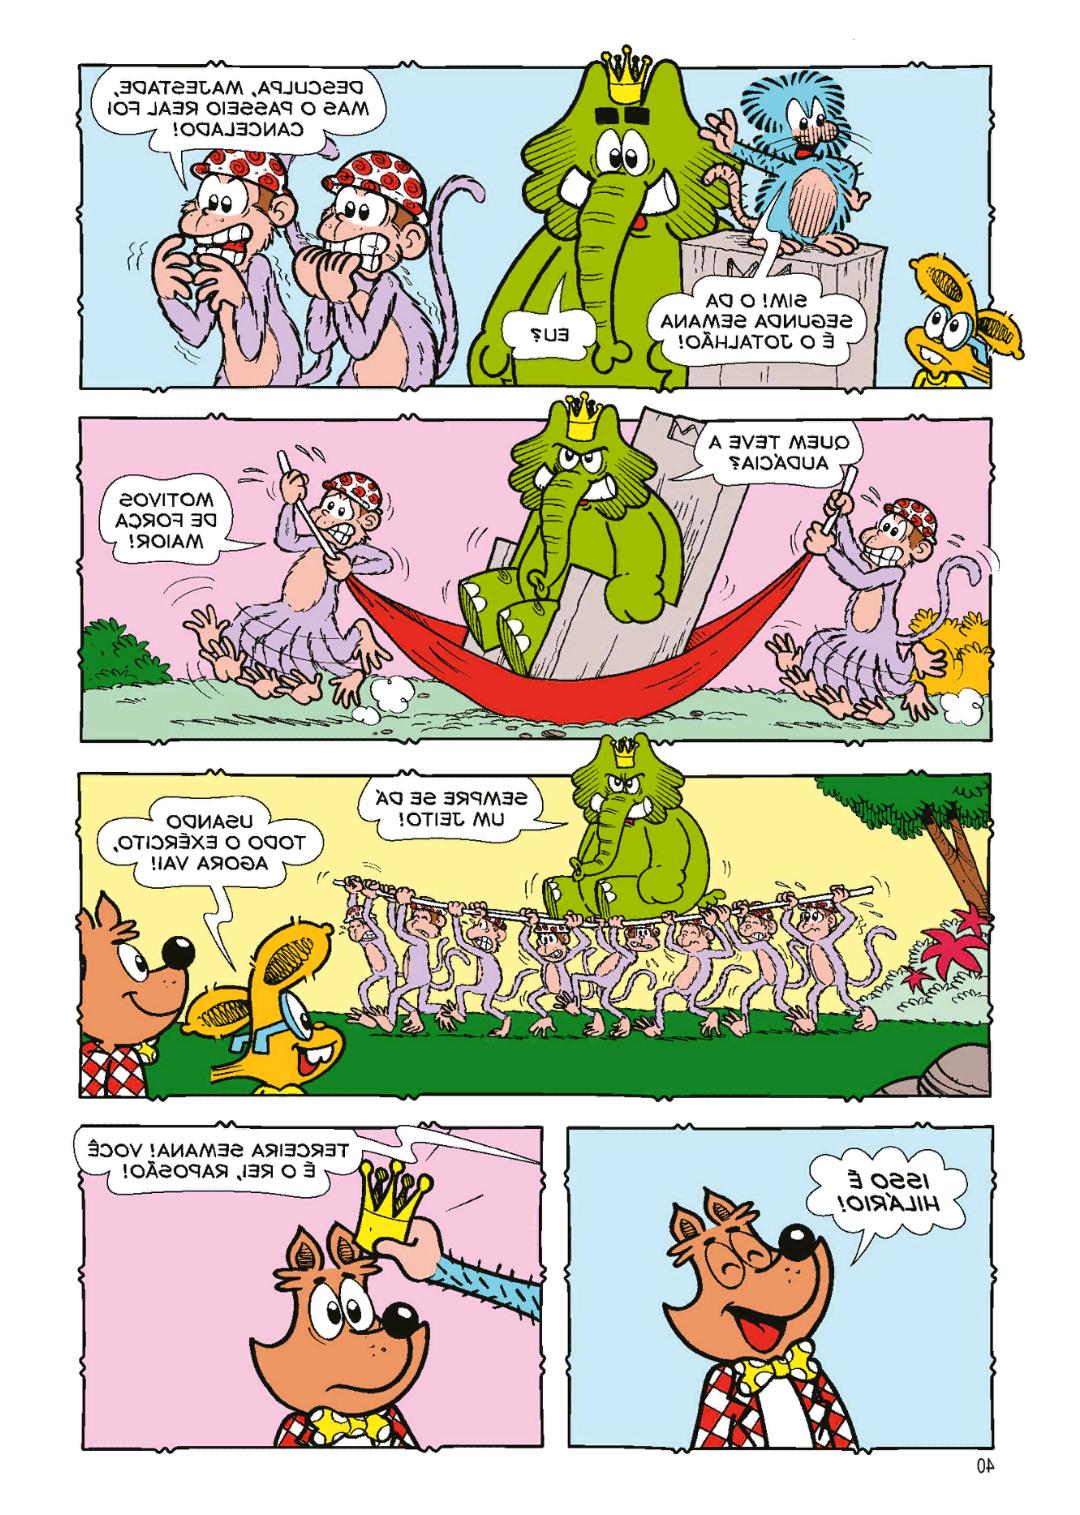 SIM! O DA
SEGUNDA SEMANA
É O JOTALHÃO!
EU?
DESCULPA, MAJESTADE,
MAS O PASSEIO REAL FOI
CANCELADO!
QUEM TEVE A
AUDÁCIA?
MOTIVOS
DE FORÇA
MAIOR!
SEMPRE SE DÁ
UM JEITO!
USANDO
TODO O EXÉRCITO,
AGORA VAI!
ISSO É
HILÁRIO!
TERCEIRA SEMANA! VOCÊ
É O REI, RAPOSÃO!
40